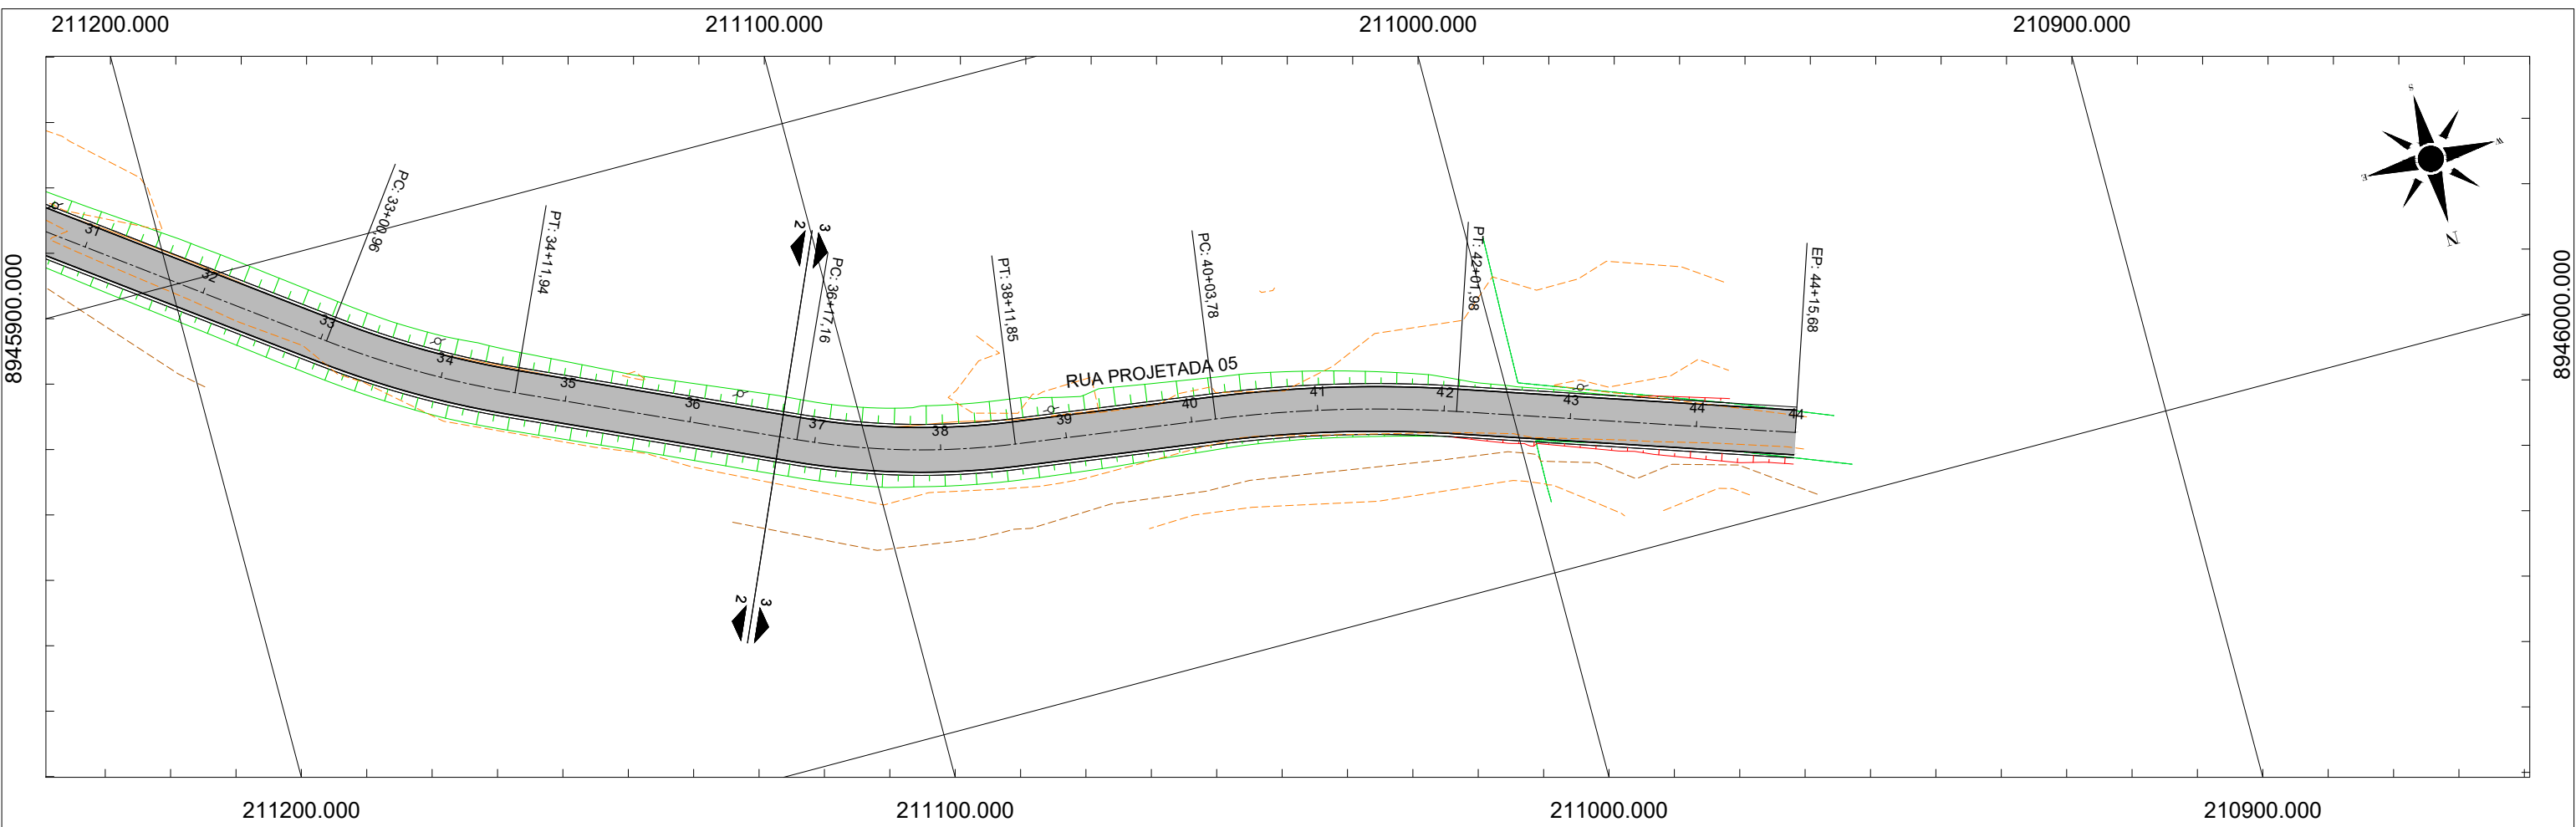 211200.000 211100.000 211000.000 210900.000
S
W
E
N
8945900.000
8946000.000
PC: 33+00,96
PT: 34+11,94
2 3
PC: 36+17,16
PT: 38+11,85
PC: 40+03,78
PT: 42+01,98
EP: 44+15,68
RUA PROJETADA 05
31 32 33 34 35 36 37 38 39 40 41 42 43 44 44
2 3
211200.000 211100.000 211000.000 210900.000